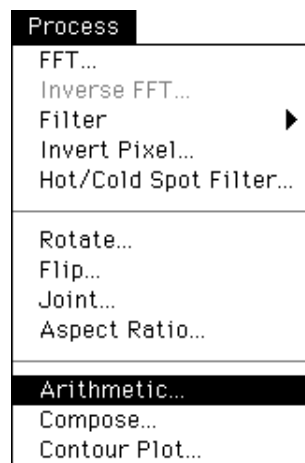 Process
FFT...
Inverse FFT...
Filter
Invert Pixel...
Hot/Cold Spot Filter...
Rotate...
Flip...
Joint...
Aspect Ratio...
Arithmetic...
Compose...
Contour Plot...